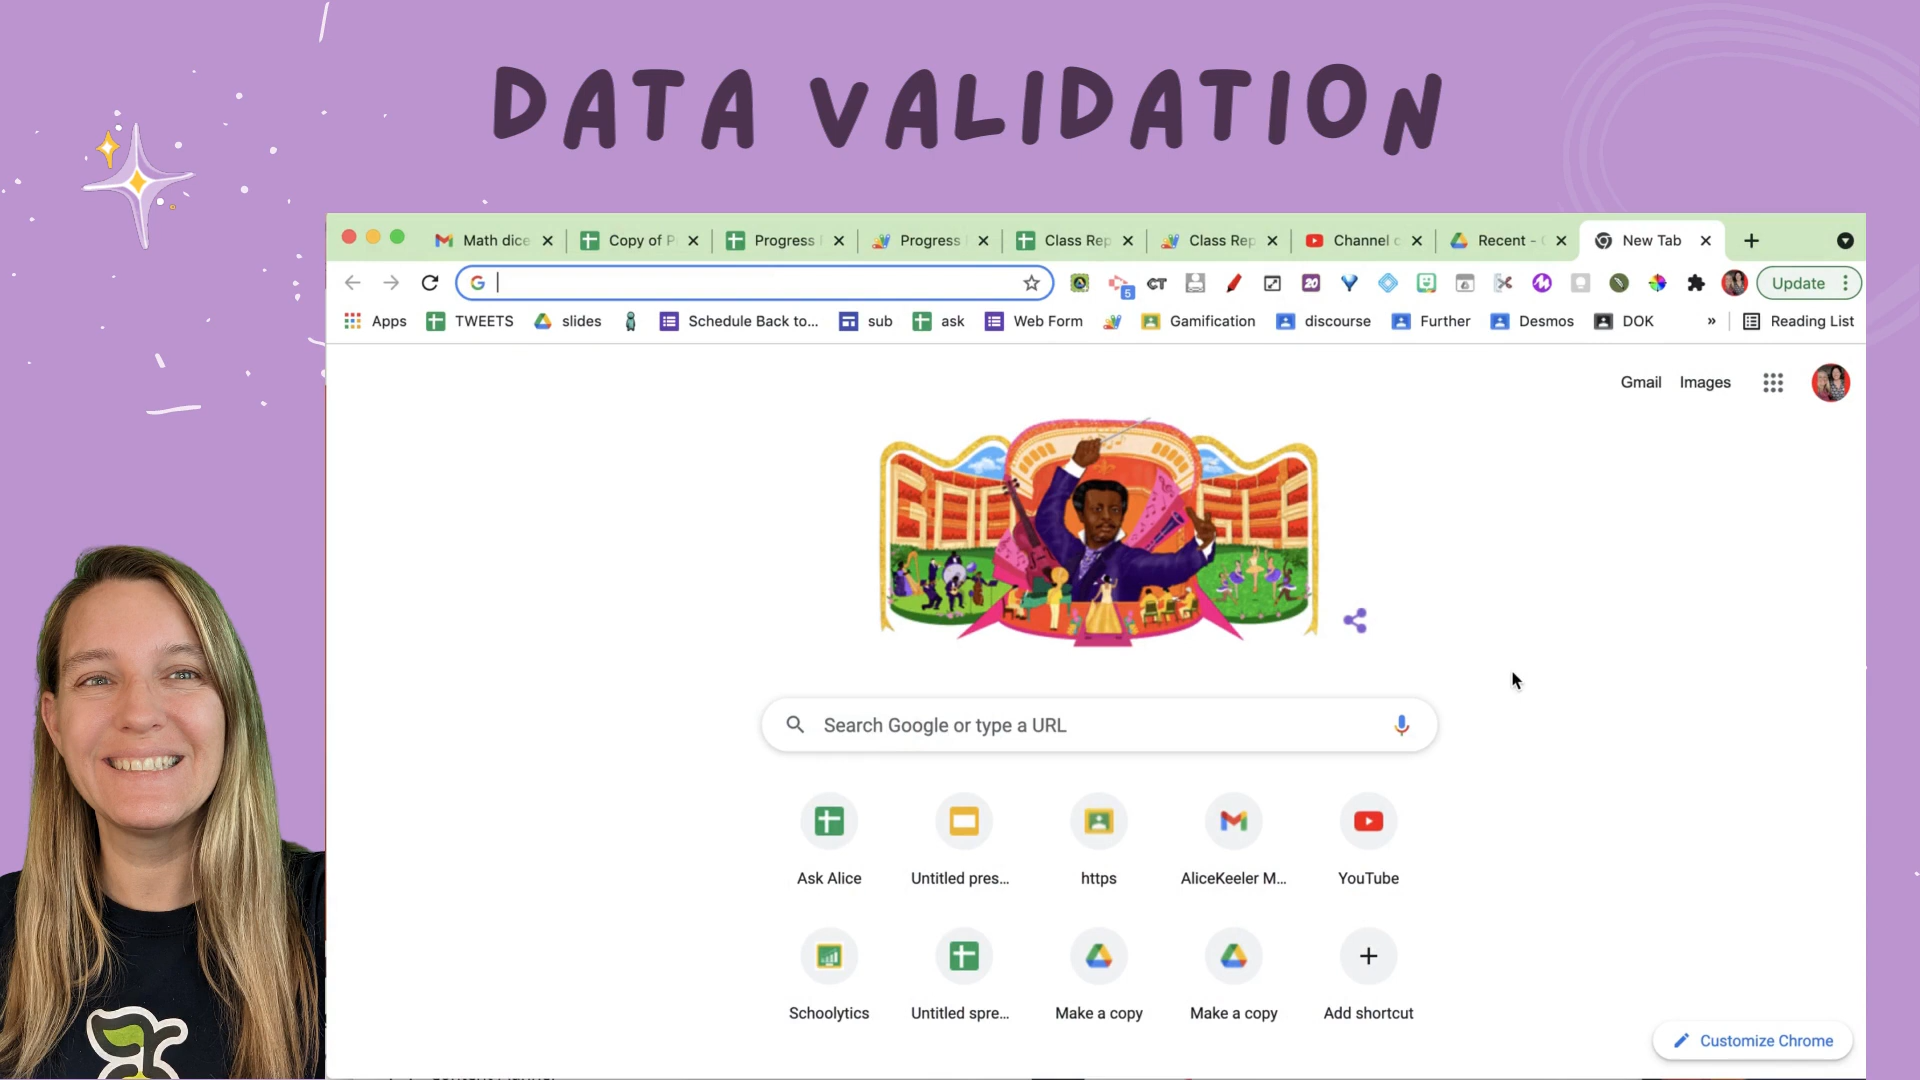 DATA VALIDATION
Math dice Copy of P Progress Progress Class Rep Class Rep Channel Recent - New Tab
5 CT 20 Update
Apps TWEETS slides Schedule Back to... sub ask Web Form Gamification discourse Further Desmos DOK » Reading List
Gmail Images
Search Google or type a URL
Ask Alice Untitled pres... https AliceKeeler M... YouTube
Schoolytics Untitled spre... Make a copy Make a copy Add shortcut
Customize Chrome